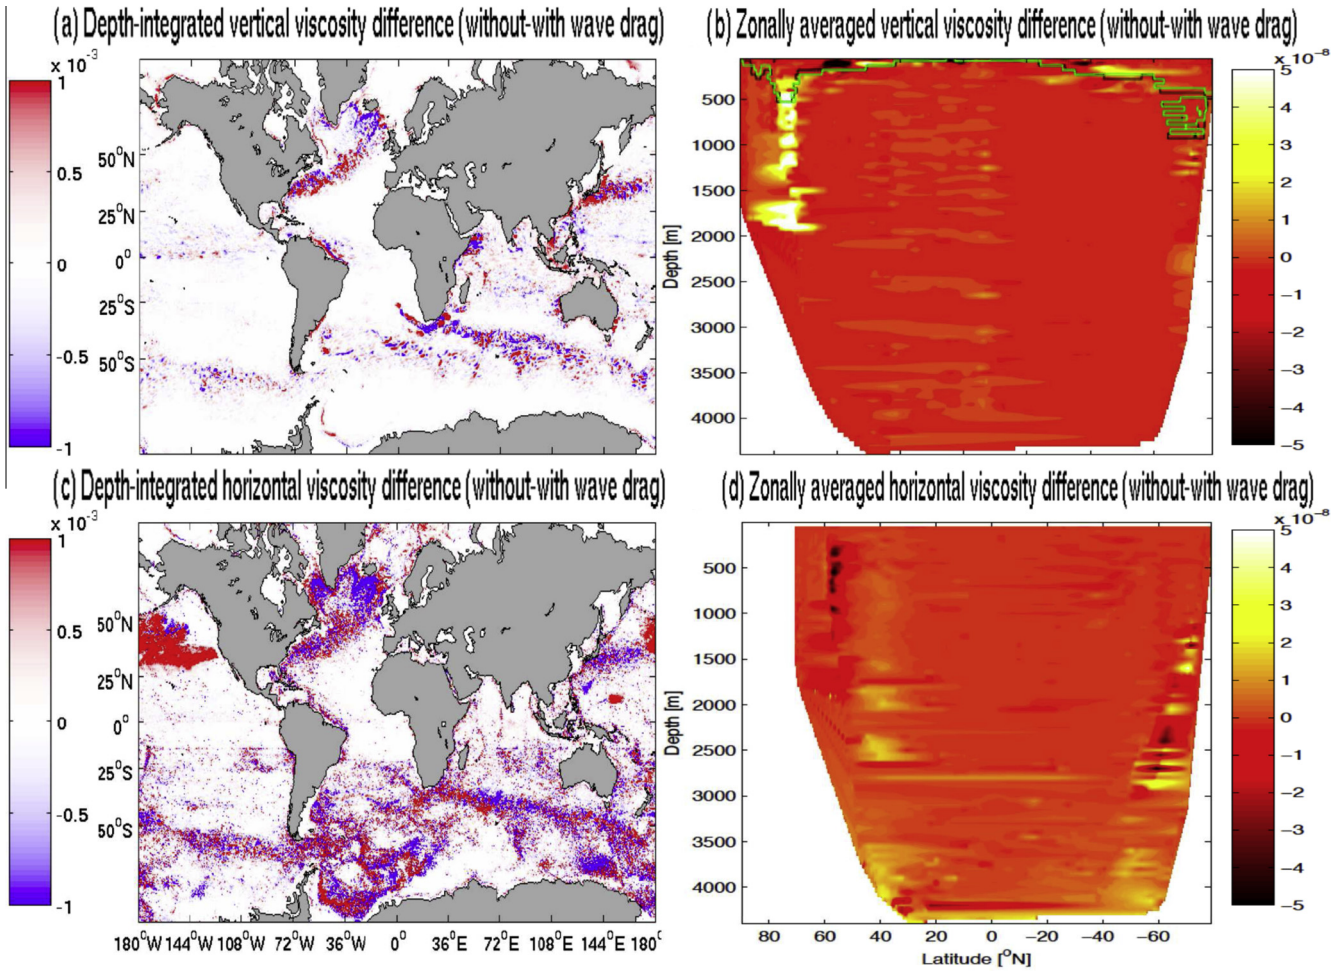 (a) Depth-integrated vertical viscosity difference (without-with wave drag)
x 10⁻³
1
0.5
0
-0.5
-1
50°N
25°N
0°
25°S
50°S
(b) Zonally averaged vertical viscosity difference (without-with wave drag)
x 10⁻⁸
5
4
3
2
1
0
−1
−2
−3
−4
−5
500
1000
1500
2000
2500
3000
3500
4000
Depth [m]
(c) Depth-integrated horizontal viscosity difference (without-with wave drag)
x 10⁻³
1
0.5
0
-0.5
-1
50°N
25°N
0°
25°S
50°S
180°W 144°W 108°W 72°W 36°W 0° 36°E 72°E 108°E 144°E 180°
(d) Zonally averaged horizontal viscosity difference (without-with wave drag)
x 10⁻⁸
5
4
3
2
1
0
−1
−2
−3
−4
−5
500
1000
1500
2000
2500
3000
3500
4000
Depth [m]
80 60 40 20 0 −20 −40 −60
Latitude [°N]